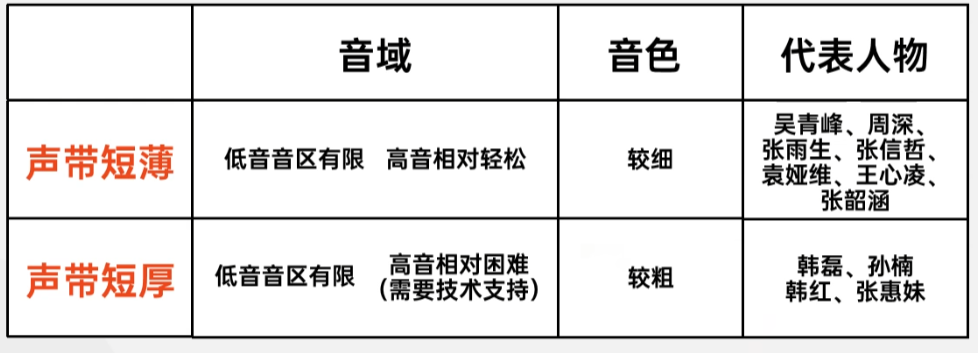 音域 音色 代表人物
声带短薄 低音音区有限 高音相对轻松 较细
吴青峰、周深、
张雨生、张信哲、
袁娅维、王心凌、
张韶涵
声带短厚 低音音区有限
高音相对困难
（需要技术支持）
较粗
韩磊、孙楠
韩红、张惠妹